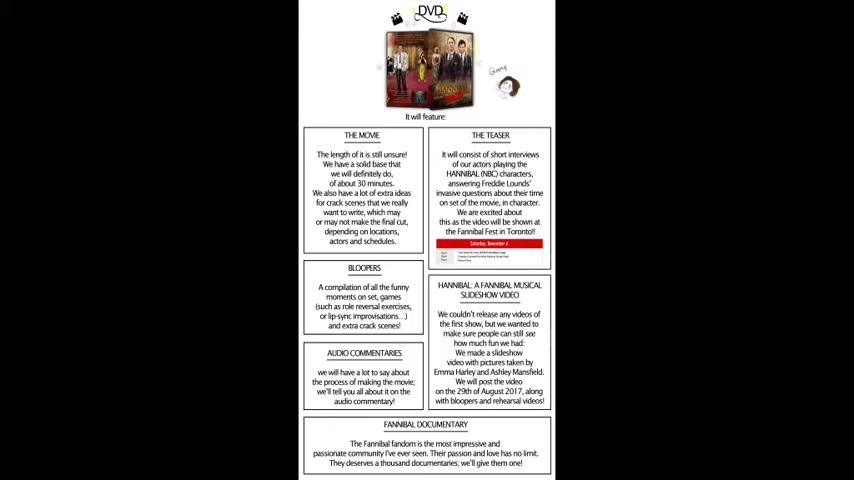 DVD
It will feature:
THE MOVIE
The length of it is still unsure!
We have a solid base that
we will definitely do,
of about 30 minutes.
We also have a lot of extra ideas
for crack scenes that we really
want to write, which may
or may not make the final cut,
depending on locations,
actors and schedules.
BLOOPERS
A compilation of all the funny
moments on set, games
(such as role reversal exercises,
or lip-sync improvisations...)
and extra crack scenes!
AUDIO COMMENTARIES
we will have a lot to say about
the process of making the movie;
we'll tell you all about it on the
audio commentary!
THE TEASER
It will consist of short interviews
of our actors playing the
HANNIBAL (NBC) characters,
answering Freddie Lounds'
invasive questions about their time
on set of the movie, in character.
We are excited about
this as the video will be shown at
the Fannibal Fest in Toronto!!
Saturday, November 4
HANNIBAL: A FANNIBAL MUSICAL
SLIDESHOW VIDEO
We couldn't release any videos of
the first show, but we wanted to
make sure people can still see
how much fun we had:
We made a slideshow
video with pictures taken by
Emma Harley and Ashley Mansfield.
We will post the video
on the 29th of August 2017, along
with bloopers and rehearsal videos!
FANNIBAL DOCUMENTARY
The Fannibal fandom is the most impressive and
passionate community I've ever seen. Their passion and love has no limit.
They deserves a thousand documentaries; we'll give them one!